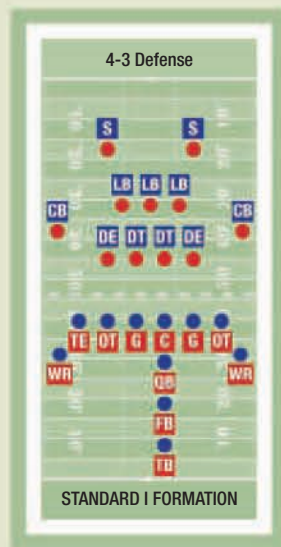 4-3 Defense
S S
LB LB LB
CB CB
DE DT DT DE
TE OT G C G OT
WR WR
QB
FB
TB
STANDARD I FORMATION